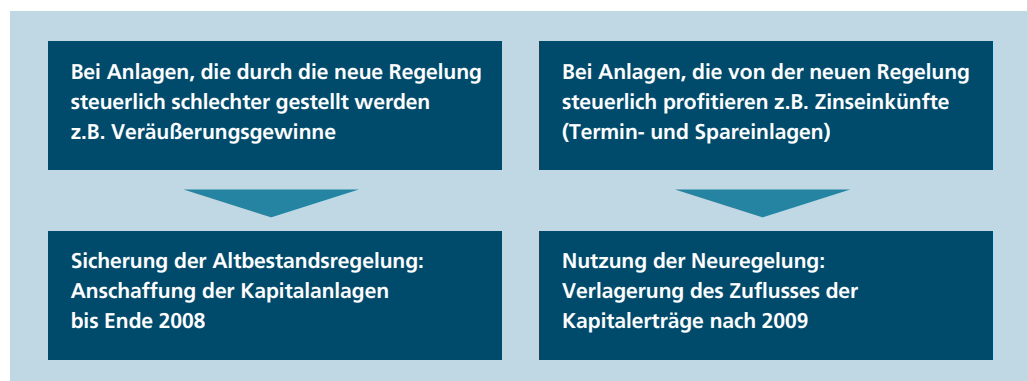 Bei Anlagen, die durch die neue Regelung
steuerlich schlechter gestellt werden
z.B. Veräußerungsgewinne
Bei Anlagen, die von der neuen Regelung
steuerlich profitieren z.B. Zinseinkünfte
(Termin- und Spareinlagen)
Sicherung der Altbestandsregelung:
Anschaffung der Kapitalanlagen
bis Ende 2008
Nutzung der Neuregelung:
Verlagerung des Zuflusses der
Kapitalerträge nach 2009